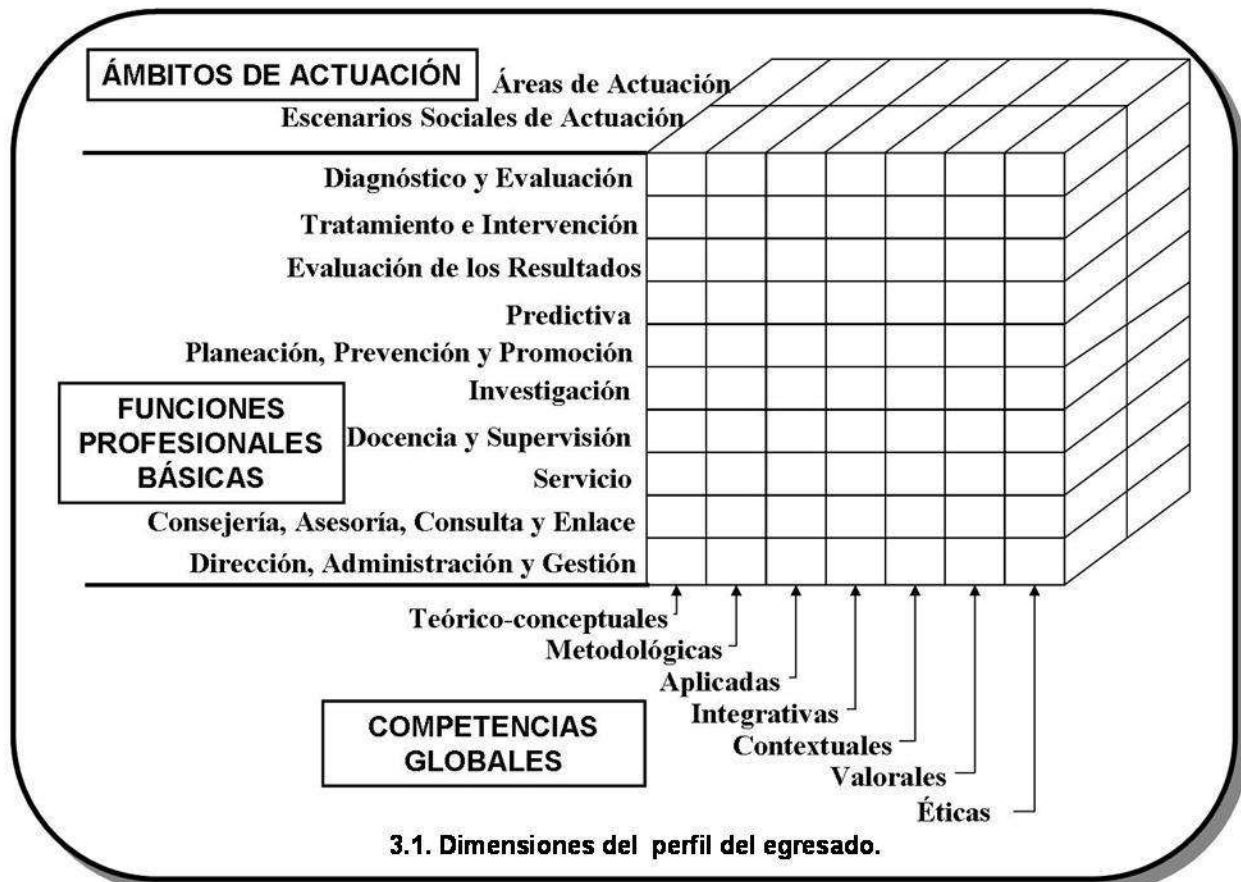 ÁMBITOS DE ACTUACIÓN
Áreas de Actuación
Escenarios Sociales de Actuación
Diagnóstico y Evaluación
Tratamiento e Intervención
Evaluación de los Resultados
Predictiva
Planeación, Prevención y Promoción
Investigación
FUNCIONES
PROFESIONALES
BÁSICAS
Docencia y Supervisión
Servicio
Consejería, Asesoría, Consulta y Enlace
Dirección, Administración y Gestión
Teórico-conceptuales
Metodológicas
Aplicadas
Integrativas
Contextuales
Valorales
Éticas
COMPETENCIAS
GLOBALES
3.1. Dimensiones del perfil del egresado.